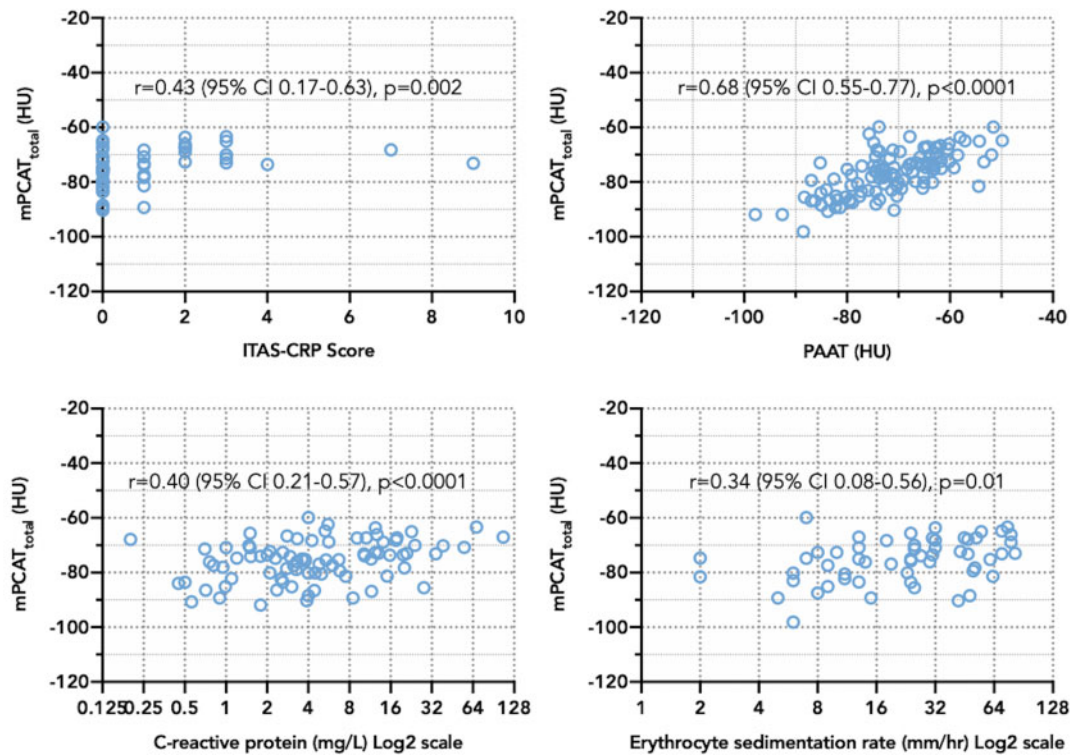 -20
-40
r=0.43 (95% CI 0.17-0.63), p=0.002
-60
-80
-100
-120
mPCATtotal (HU)
0 2 4 6 8 10
ITAS-CRP Score
-20
-40
r=0.68 (95% CI 0.55-0.77), p<0.0001
-60
-80
-100
-120
mPCATtotal (HU)
-120 -100 -80 -60 -40
PAAT (HU)
-20
-40
r=0.40 (95% CI 0.21-0.57), p<0.0001
-60
-80
-100
-120
mPCATtotal (HU)
0.125 0.25 0.5 1 2 4 8 16 32 64 128
C-reactive protein (mg/L) Log2 scale
-20
-40
r=0.34 (95% CI 0.08-0.56), p=0.01
-60
-80
-100
-120
mPCATtotal (HU)
1 2 4 8 16 32 64 128
Erythrocyte sedimentation rate (mm/hr) Log2 scale